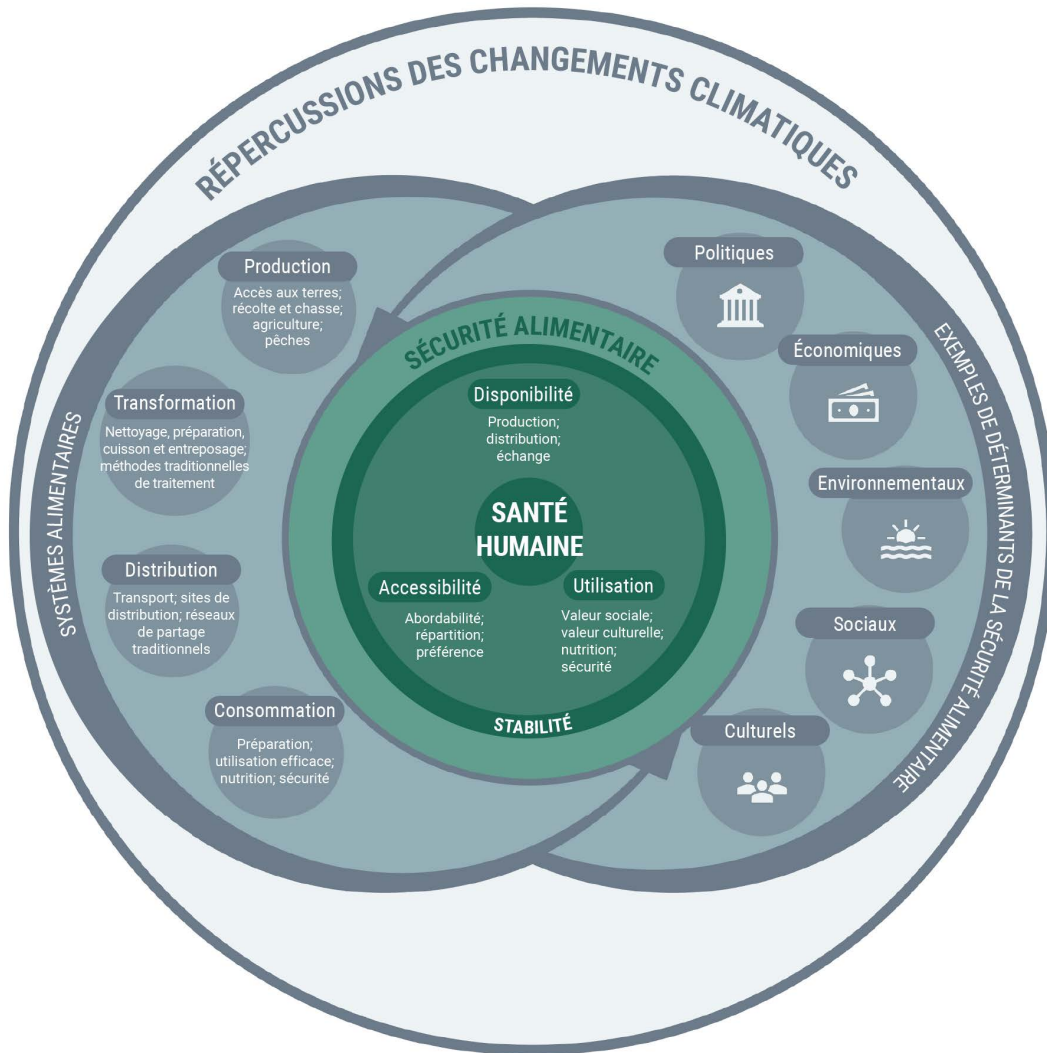 RÉPERCUSSIONS DES CHANGEMENTS CLIMATIQUES
SYSTÈMES ALIMENTAIRES
Production
Accès aux terres;
récolte et chasse;
agriculture;
pêches
Transformation
Nettoyage, préparation,
cuisson et entreposage;
méthodes traditionnelles
de traitement
Distribution
Transport; sites de
distribution; réseaux
de partage
traditionnels
Consommation
Préparation;
utilisation efficace;
nutrition; sécurité
SÉCURITÉ ALIMENTAIRE
Disponibilité
Production;
distribution;
échange
SANTÉ
HUMAINE
Accessibilité
Abordabilité;
répartition;
préférence
Utilisation
Valeur sociale;
valeur culturelle;
nutrition;
sécurité
STABILITÉ
EXEMPLES DE DÉTERMINANTS DE LA SÉCURITÉ ALIMENTAIRE
Politiques
Économiques
Environnementaux
Sociaux
Culturels